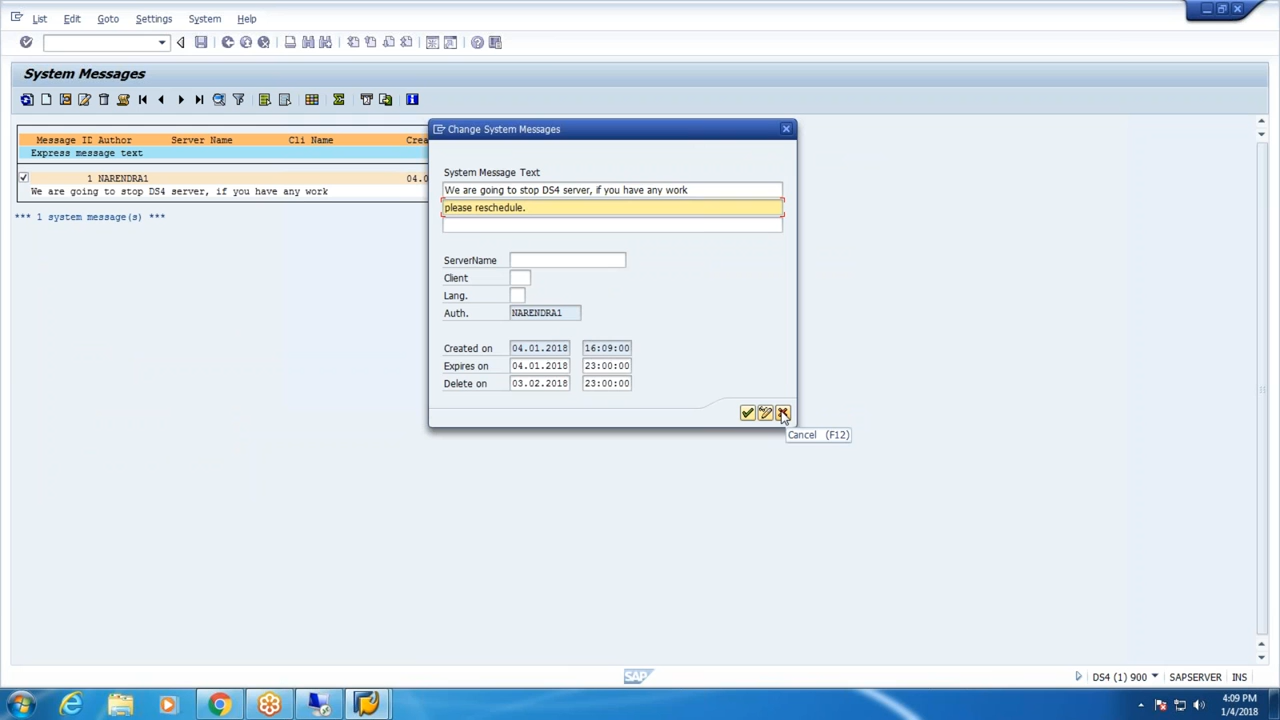 List Edit Goto Settings System Help
System Messages
Message ID Author Server Name Cli Name Crea
Express message text
1 NARENDRA1 04.0
We are going to stop DS4 server, if you have any work
*** 1 system message(s) ***
Change System Messages
System Message Text
We are going to stop DS4 server, if you have any work
please reschedule.
ServerName
Client
Lang.
Auth. NARENDRA1
Created on 04.01.2018 16:09:00
Expires on 04.01.2018 23:00:00
Delete on 03.02.2018 23:00:00
Cancel (F12)
SAP
DS4 (1) 900 SAPSERVER INS
4:09 PM
1/4/2018